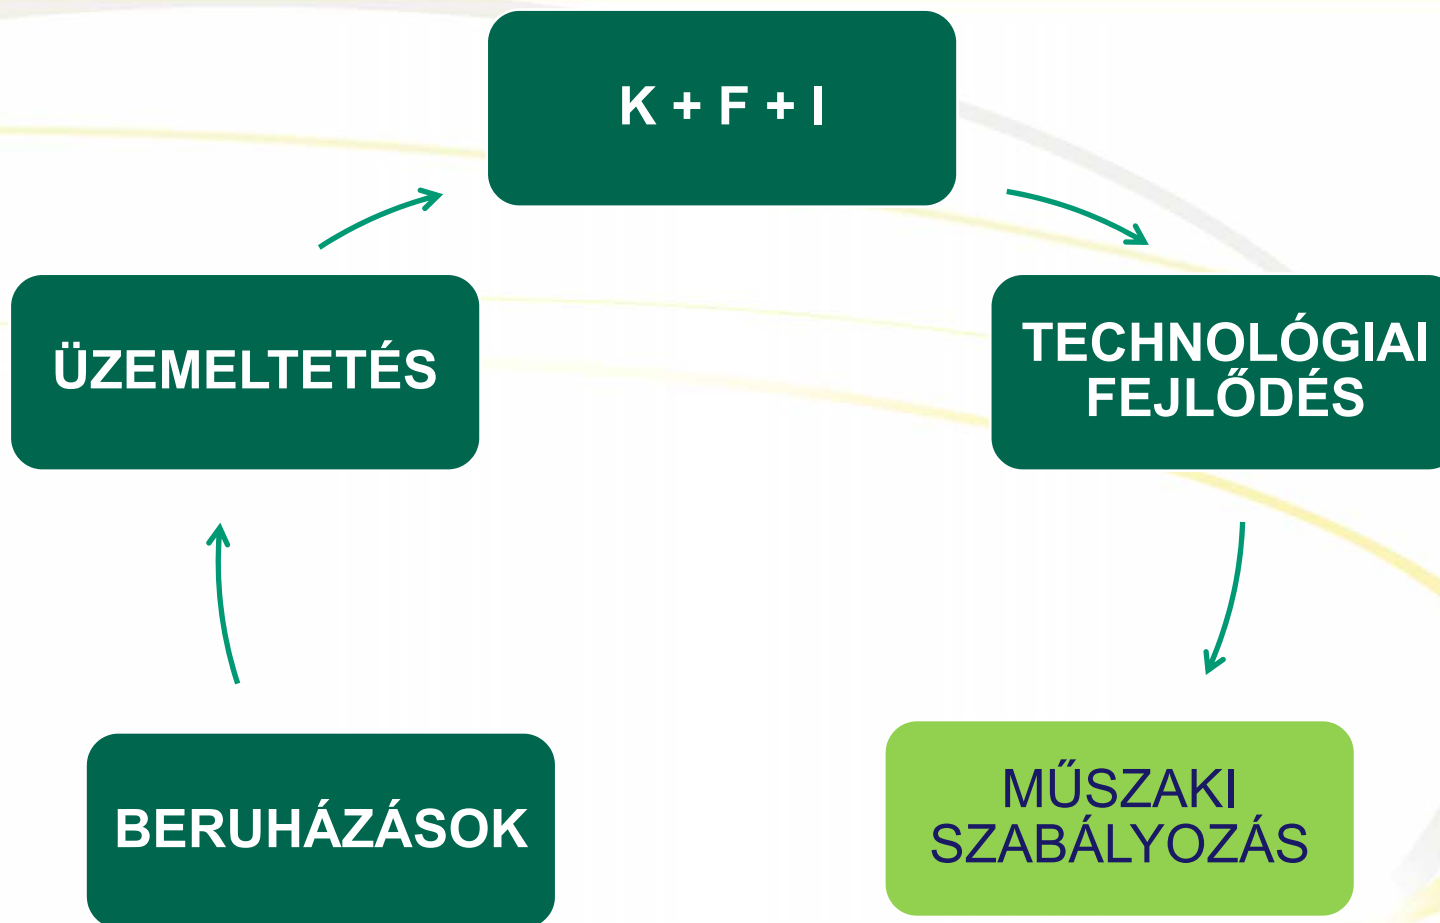 K + F + I
ÜZEMELTETÉS
TECHNOLÓGIAI
FEJLŐDÉS
BERUHÁZÁSOK
MŰSZAKI
SZABÁLYOZÁS